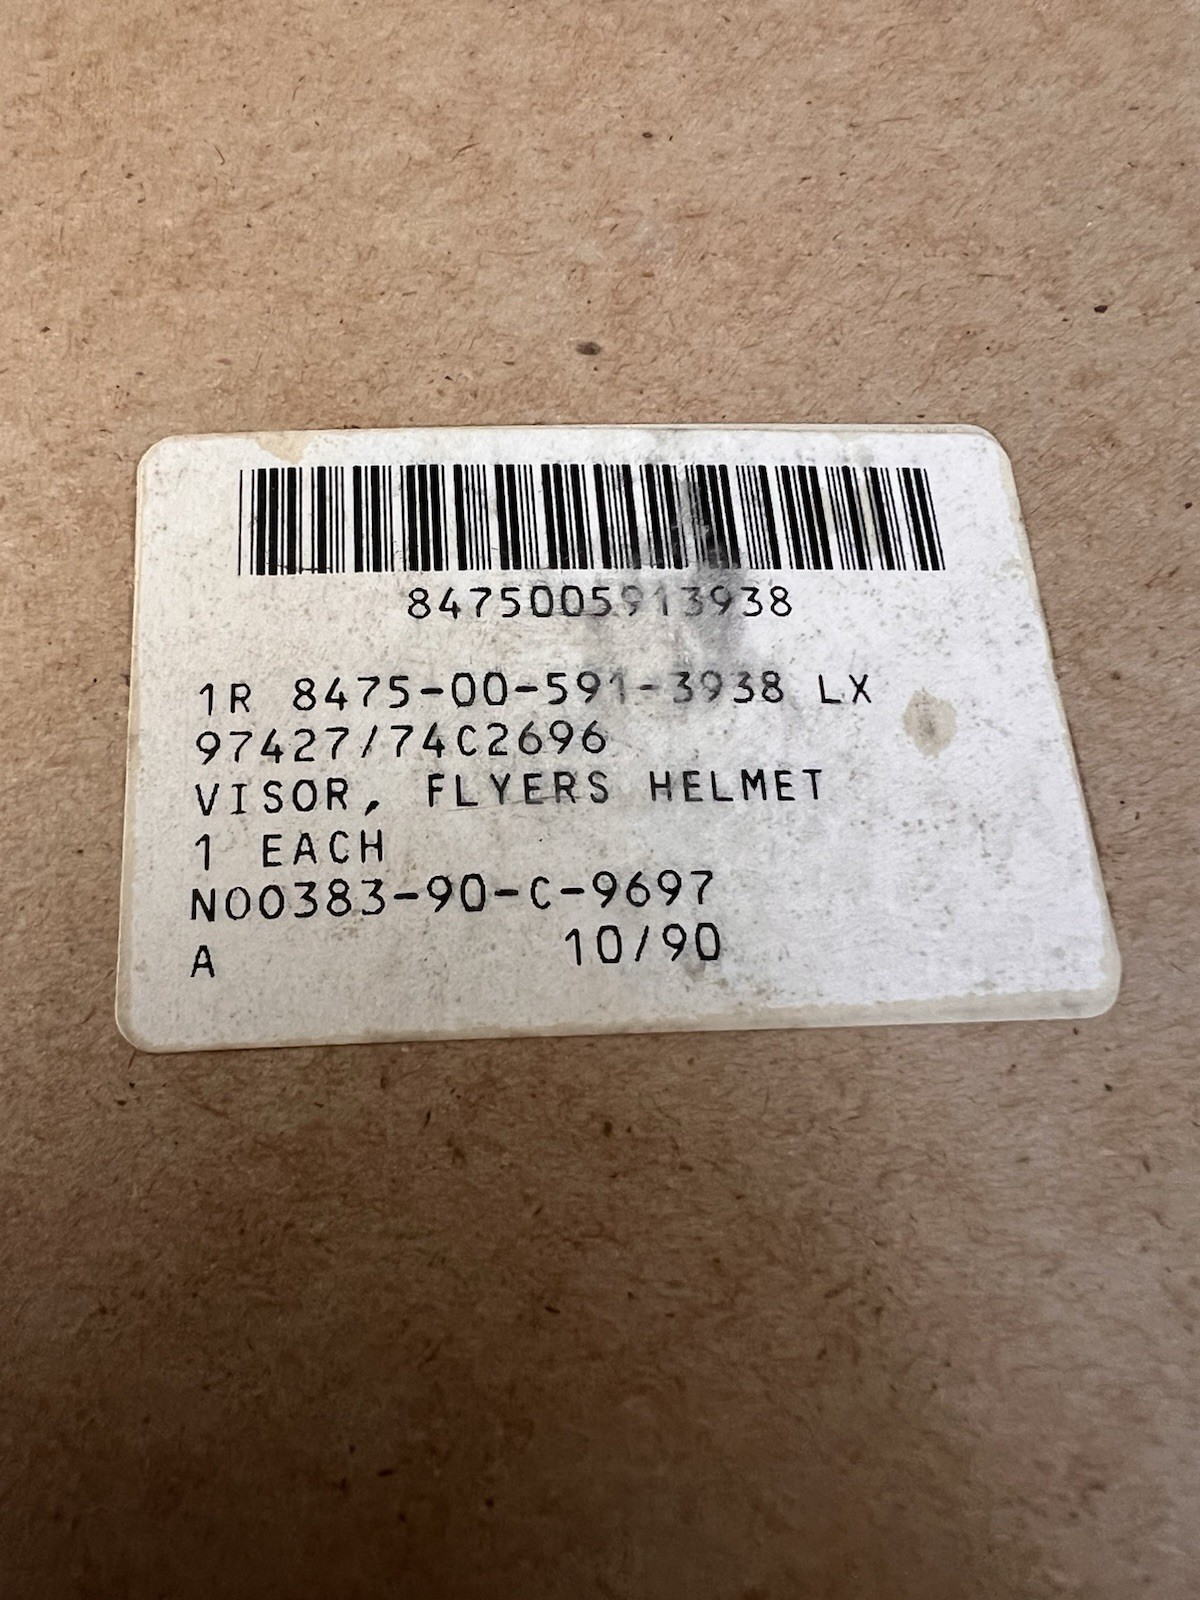 8475005913938
1R 8475-00-591-3938 LX
97427/74C2696
VISOR, FLYERS HELMET
1 EACH
N00383-90-C-9697
A 10/90